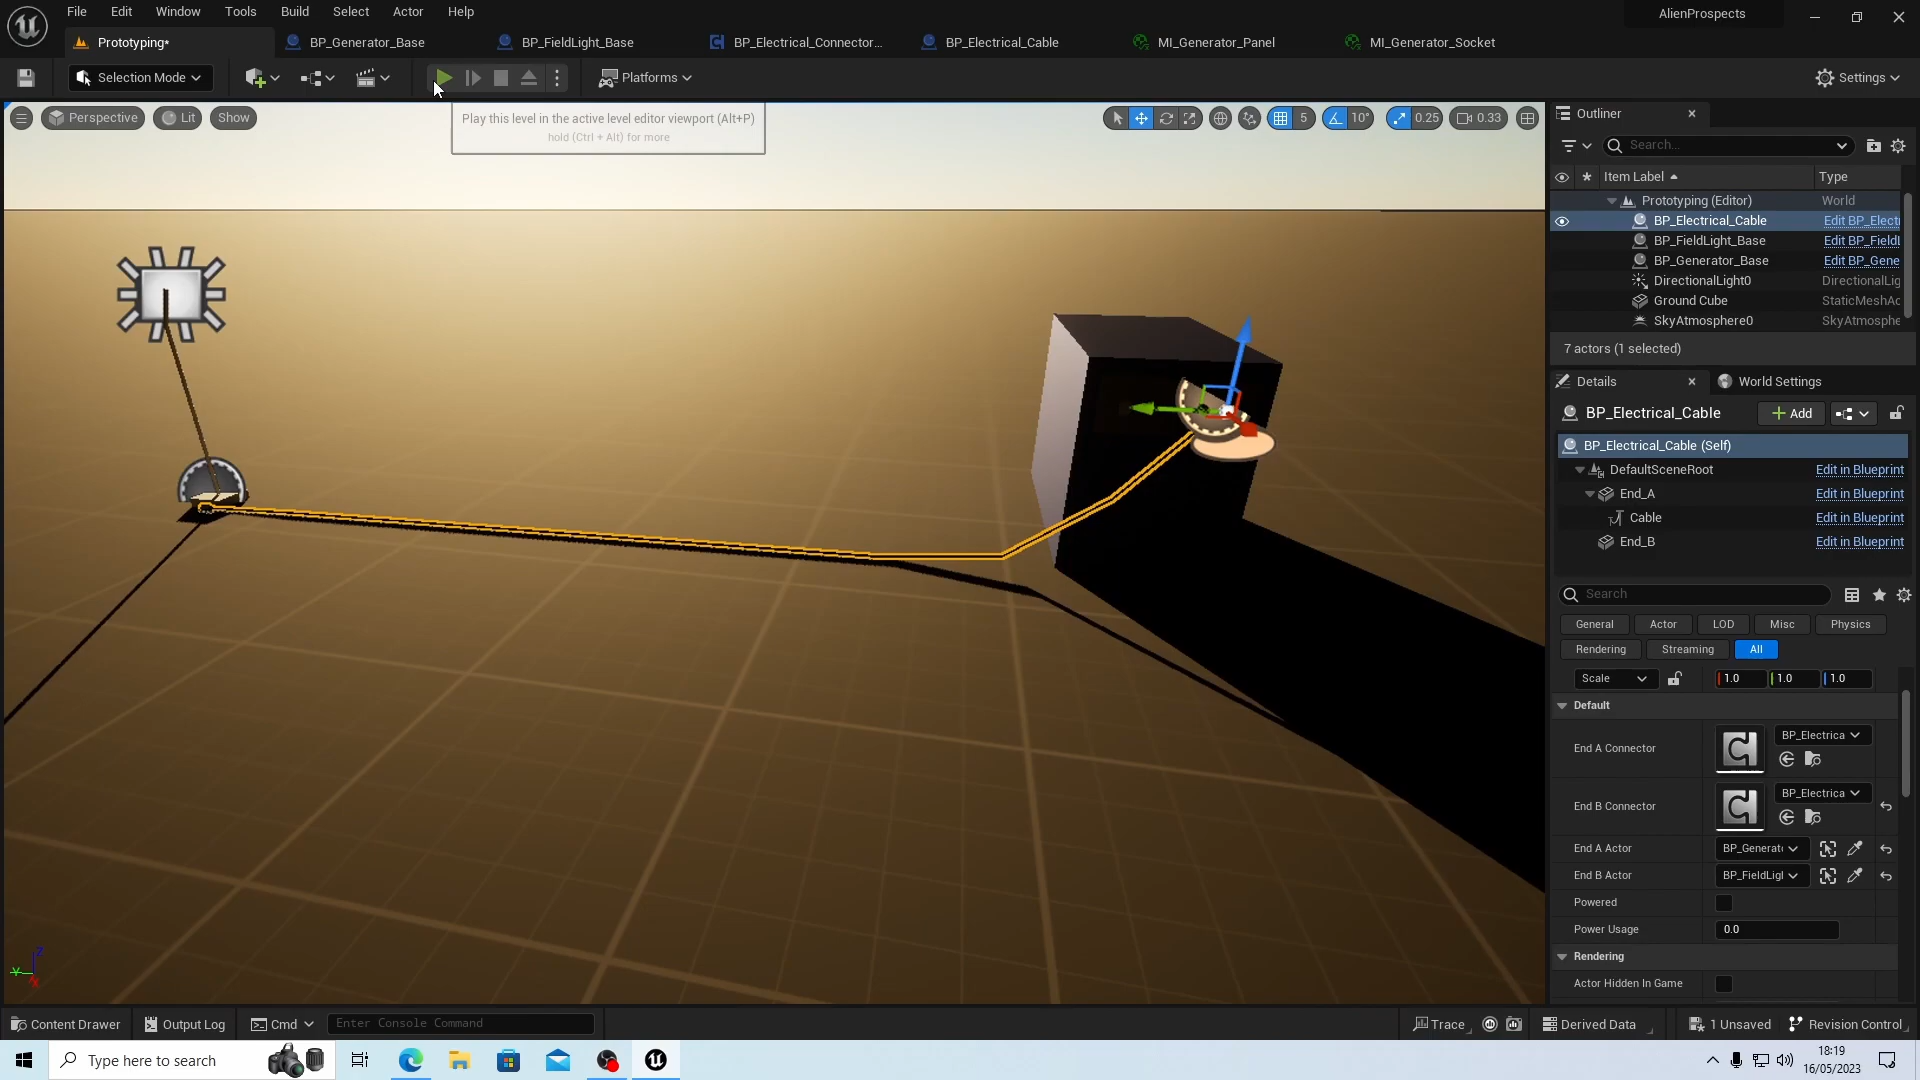 File Edit Window Tools Build Select Actor Help
AlienProspects
Prototyping* BP_Generator_Base BP_FieldLight_Base BP_Electrical_Connector... BP_Electrical_Cable MI_Generator_Panel MI_Generator_Socket
Selection Mode Platforms Settings
Perspective Lit Show
Play this level in the active level editor viewport (Alt+P)
hold (Ctrl + Alt) for more
5 10° 0.25 0.33
Outliner
Search...
Item Label Type
Prototyping (Editor) World
BP_Electrical_Cable Edit BP_Elect
BP_FieldLight_Base Edit BP_Field
BP_Generator_Base Edit BP_Gene
DirectionalLight0 DirectionalLig
Ground Cube StaticMeshAc
SkyAtmosphere0 SkyAtmosphe
7 actors (1 selected)
Details World Settings
BP_Electrical_Cable Add
BP_Electrical_Cable (Self)
DefaultSceneRoot Edit in Blueprint
End_A Edit in Blueprint
Cable Edit in Blueprint
End_B Edit in Blueprint
Search
General Actor LOD Misc Physics
Rendering Streaming All
Scale 1.0 1.0 1.0
Default
End A Connector BP_Electrica
End B Connector BP_Electrica
End A Actor BP_Generat
End B Actor BP_FieldLigl
Powered
Power Usage 0.0
Rendering
Actor Hidden In Game
Content Drawer Output Log Cmd Enter Console Command Trace Derived Data 1 Unsaved Revision Control
Type here to search
18:19
16/05/2023